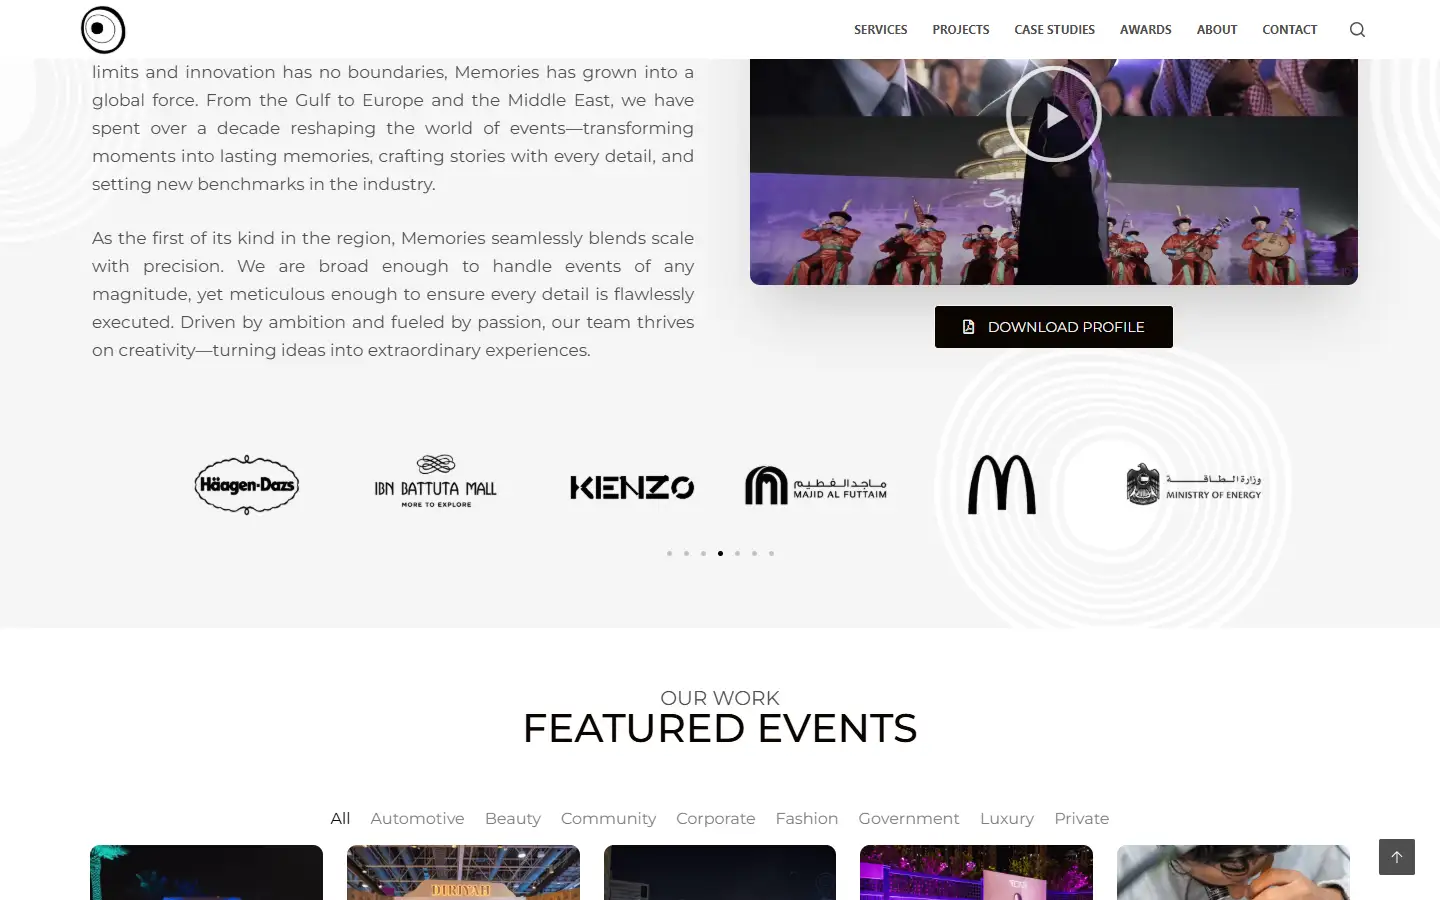 SERVICES PROJECTS CASE STUDIES AWARDS ABOUT CONTACT
limits and innovation has no boundaries, Memories has grown into a
global force. From the Gulf to Europe and the Middle East, we have
spent over a decade reshaping the world of events—transforming
moments into lasting memories, crafting stories with every detail, and
setting new benchmarks in the industry.
As the first of its kind in the region, Memories seamlessly blends scale
with precision. We are broad enough to handle events of any
magnitude, yet meticulous enough to ensure every detail is flawlessly
executed. Driven by ambition and fueled by passion, our team thrives
on creativity—turning ideas into extraordinary experiences.
DOWNLOAD PROFILE
Häagen-Dazs
IBN BATTUTA MALL
MORE TO EXPLORE
KENZO
ماجد الفطيم
MAJID AL FUTTAIM
وزارة الطاقة
MINISTRY OF ENERGY
OUR WORK
FEATURED EVENTS
All Automotive Beauty Community Corporate Fashion Government Luxury Private
DIRIYAH